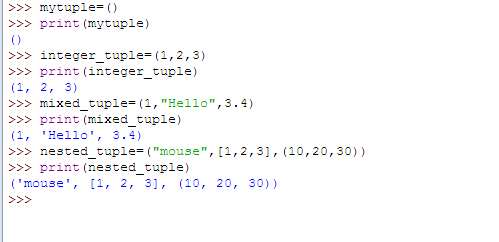 >>> mytuple=()
>>> print(mytuple)
()
>>> integer_tuple=(1,2,3)
>>> print(integer_tuple)
(1, 2, 3)
>>> mixed_tuple=(1,"Hello",3.4)
>>> print(mixed_tuple)
(1, 'Hello', 3.4)
>>> nested_tuple=("mouse",[1,2,3],(10,20,30))
>>> print(nested_tuple)
('mouse', [1, 2, 3], (10, 20, 30))
>>>